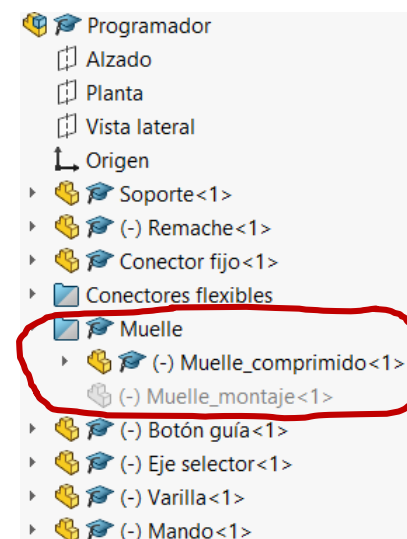 Programador
Alzado
Planta
Vista lateral
Origen
Soporte<1>
(-) Remache<1>
Conector fijo<1>
Conectores flexibles
Muelle
(-) Muelle_comprimido<1>
(-) Muelle_montaje<1>
(-) Botón guía<1>
(-) Eje selector<1>
(-) Varilla<1>
(-) Mando<1>